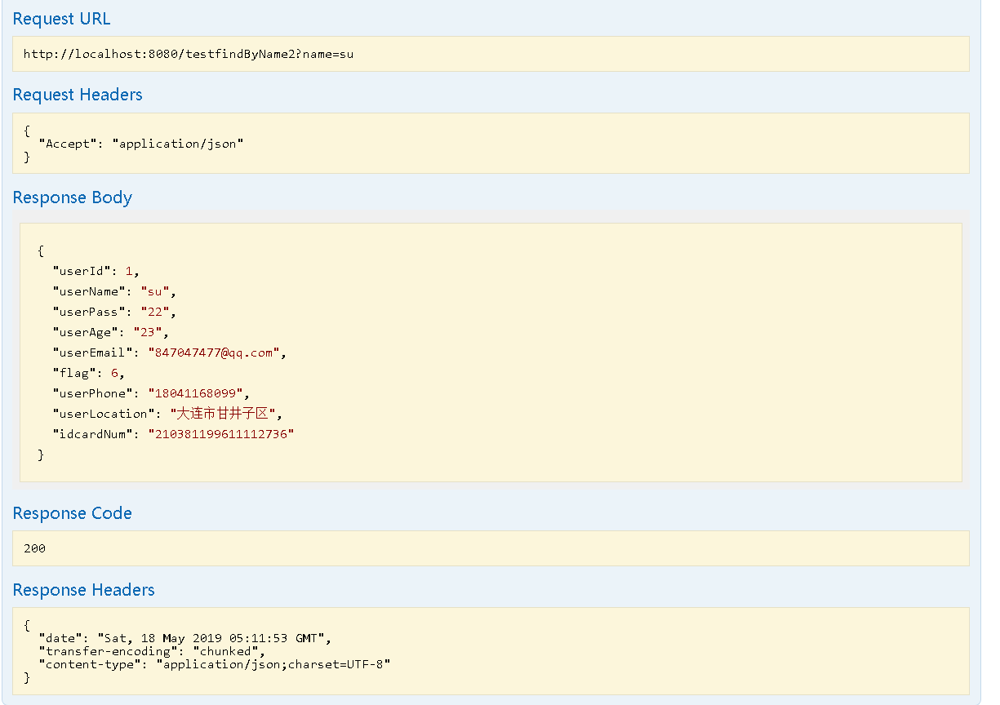 Request URL
http://localhost:8080/testfindByName2?name=su
Request Headers
{
  "Accept": "application/json"
}
Response Body
{
  "userId": 1,
  "userName": "su",
  "userPass": "22",
  "userAge": "23",
  "userEmail": "847047477@qq.com",
  "flag": 6,
  "userPhone": "18041168099",
  "userLocation": "大连市甘井子区",
  "idcardNum": "210381199611112736"
}
Response Code
200
Response Headers
{
  "date": "Sat, 18 May 2019 05:11:53 GMT",
  "transfer-encoding": "chunked",
  "content-type": "application/json;charset=UTF-8"
}